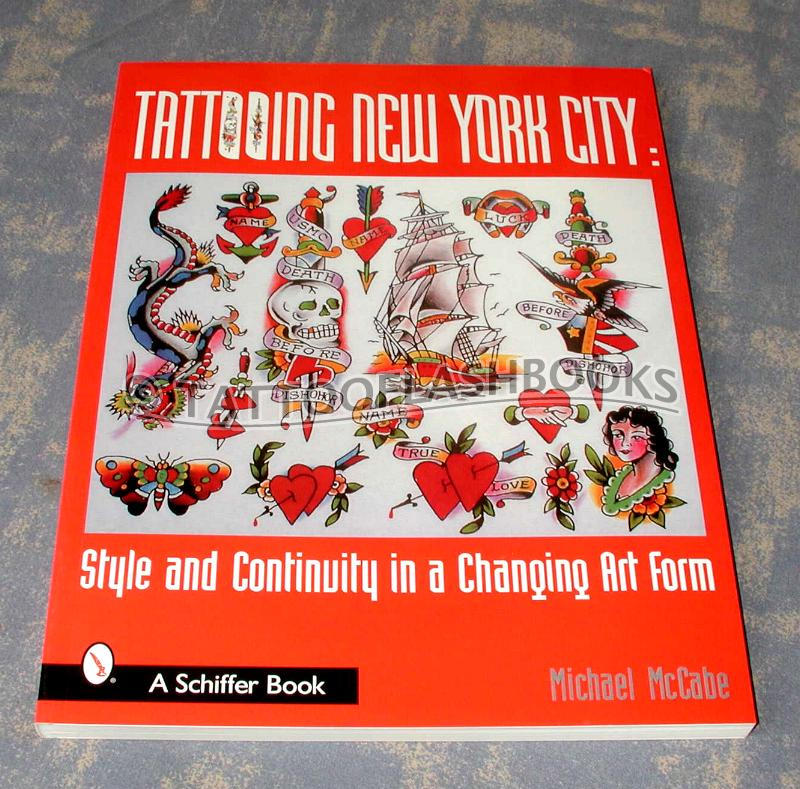 TATTOOING NEW YORK CITY:
NAME
USMC
NAME
LUCK
DEATH
DEATH
BEFORE
BEFORE
DISHONOR
DISHONOR
© TATTOOFLASHBOOKS
NAME
TRUE
LOVE
Style and Continuity in a Changing Art Form
A Schiffer Book
Michael McCabe